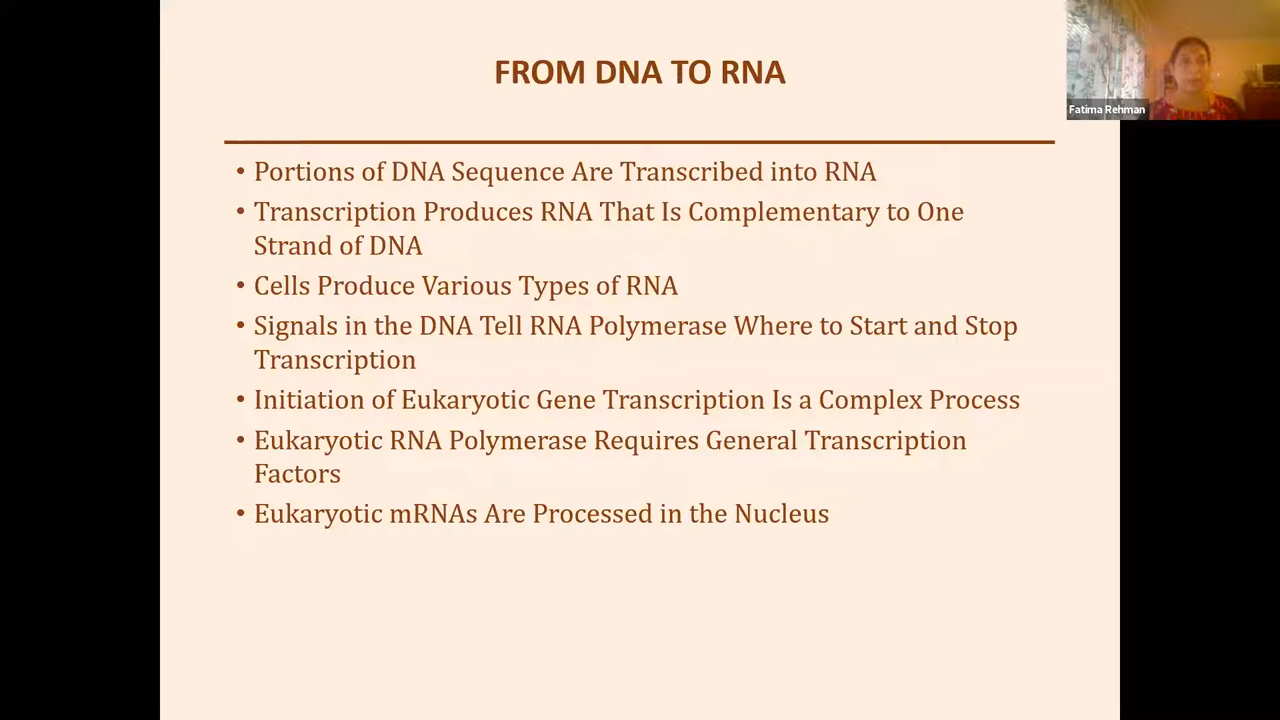 FROM DNA TO RNA
Fatima Rehman
• Portions of DNA Sequence Are Transcribed into RNA
• Transcription Produces RNA That Is Complementary to One
Strand of DNA
• Cells Produce Various Types of RNA
• Signals in the DNA Tell RNA Polymerase Where to Start and Stop
Transcription
• Initiation of Eukaryotic Gene Transcription Is a Complex Process
• Eukaryotic RNA Polymerase Requires General Transcription
Factors
• Eukaryotic mRNAs Are Processed in the Nucleus